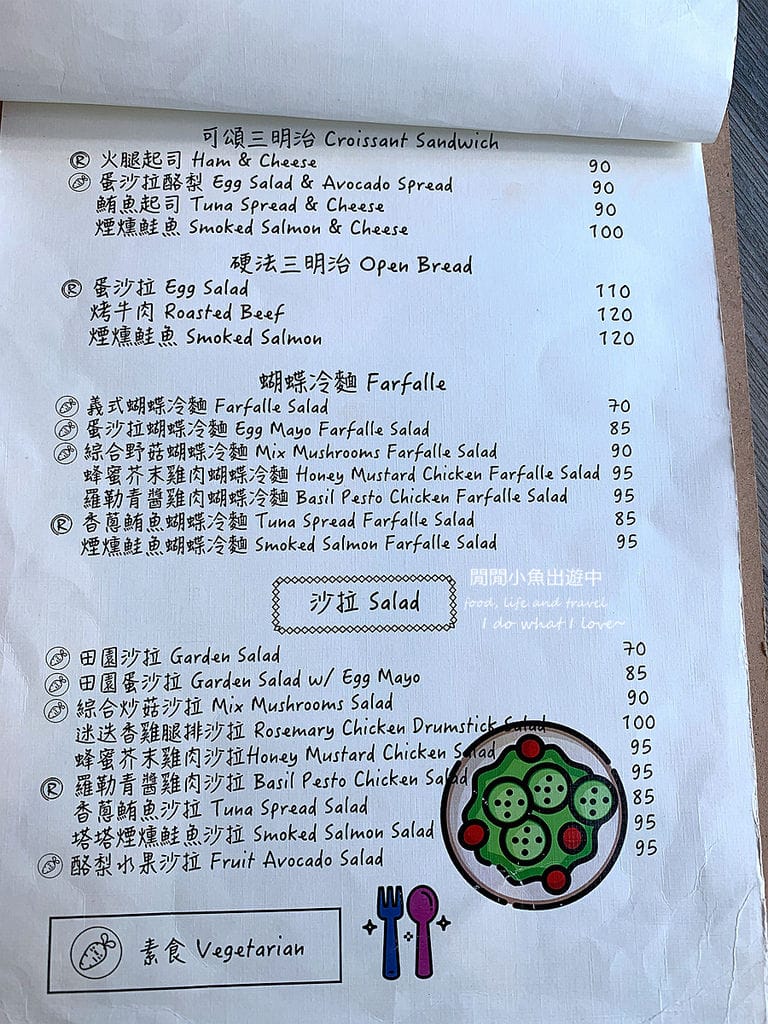 可頌三明治 Croissant Sandwich
Ⓡ 火腿起司 Ham & Cheese 90
蛋沙拉酪梨 Egg Salad & Avocado Spread 90
鮪魚起司 Tuna Spread & Cheese 90
煙燻鮭魚 Smoked Salmon & Cheese 100
硬法三明治 Open Bread
Ⓡ 蛋沙拉 Egg Salad 110
烤牛肉 Roasted Beef 120
煙燻鮭魚 Smoked Salmon 120
蝴蝶冷麵 Farfalle
義式蝴蝶冷麵 Farfalle Salad 70
蛋沙拉蝴蝶冷麵 Egg Mayo Farfalle Salad 85
綜合野菇蝴蝶冷麵 Mix Mushrooms Farfalle Salad 90
蜂蜜芥末雞肉蝴蝶冷麵 Honey Mustard Chicken Farfalle Salad 95
羅勒青醬雞肉蝴蝶冷麵 Basil Pesto Chicken Farfalle Salad 95
Ⓡ 香蔥鮪魚蝴蝶冷麵 Tuna Spread Farfalle Salad 85
煙燻鮭魚蝴蝶冷麵 Smoked Salmon Farfalle Salad 95
閒閒小魚出遊中
food, life and travel
I do what I love~
沙拉 Salad
田園沙拉 Garden Salad 70
田園蛋沙拉 Garden Salad w/ Egg Mayo 85
綜合炒菇沙拉 Mix Mushrooms Salad 90
迷迭香雞腿排沙拉 Rosemary Chicken Drumstick Salad 100
蜂蜜芥末雞肉沙拉 Honey Mustard Chicken Salad 95
Ⓡ 羅勒青醬雞肉沙拉 Basil Pesto Chicken Salad 95
香蔥鮪魚沙拉 Tuna Spread Salad 85
塔塔煙燻鮭魚沙拉 Smoked Salmon Salad 95
酪梨水果沙拉 Fruit Avocado Salad 95
素食 Vegetarian